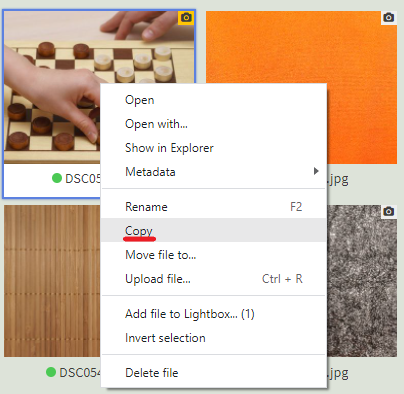 Open
Open with...
Show in Explorer
Metadata
DSC05
.jpg
Rename F2
Copy
Move file to...
Upload file... Ctrl + R
Add file to Lightbox... (1)
Invert selection
Delete file
DSC054
.jpg